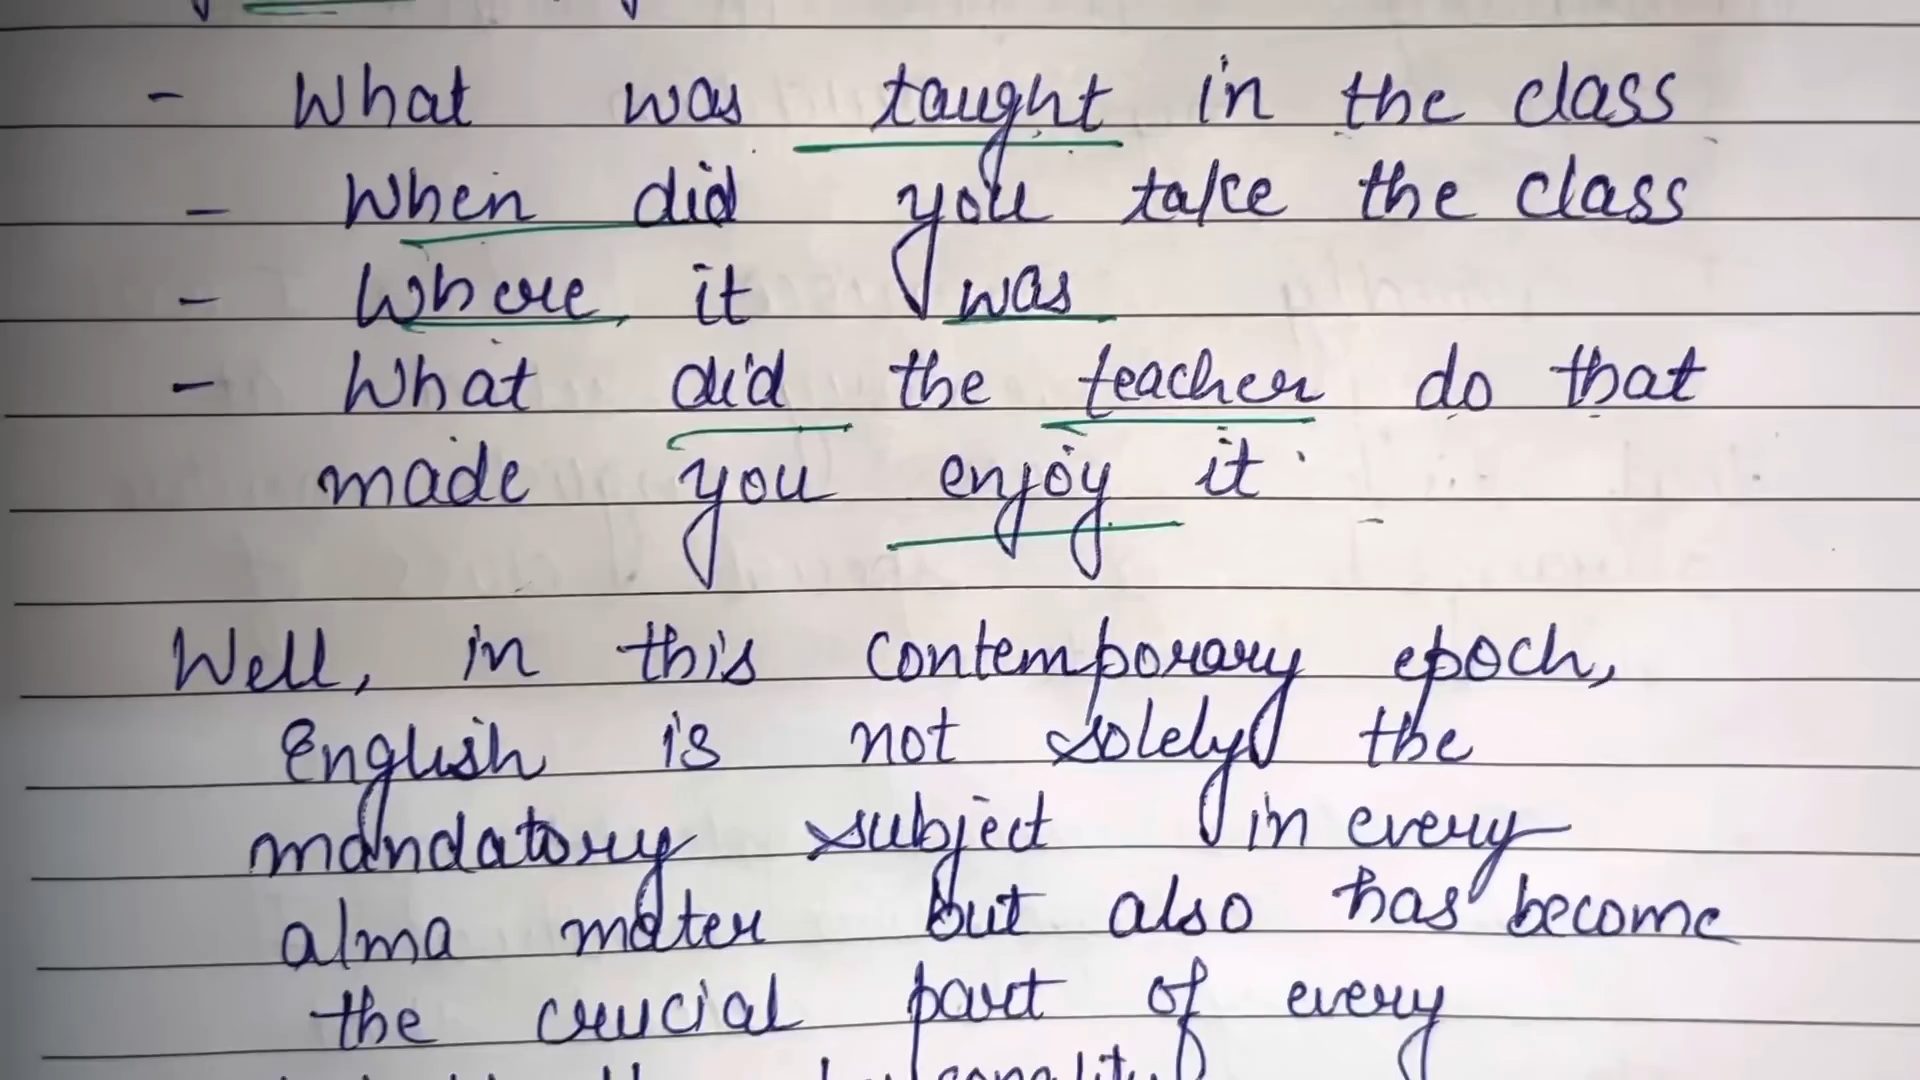 - What was taught in the class
- When did you take the class
- Where it was
- What did the teacher do that
made you enjoy it.
Well, in this contemporary epoch,
English is not solely the
mandatory subject in every
alma mater but also has become
the crucial part of every